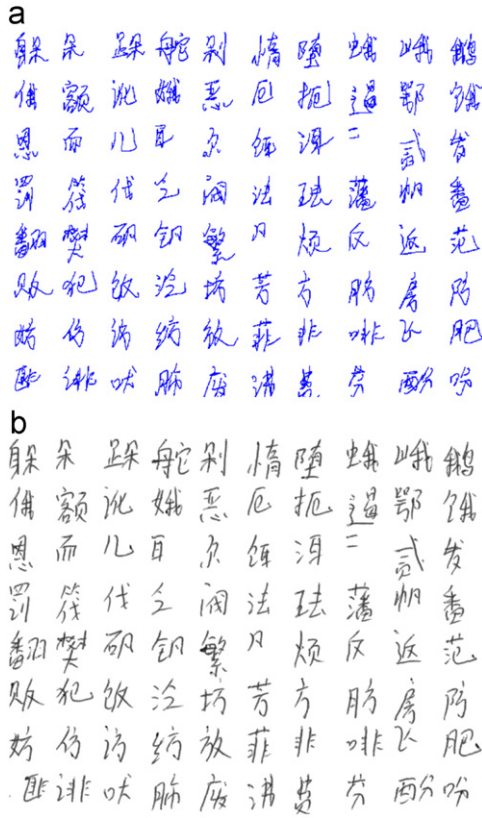 a
躲 朵 跺 舵 剁 惰 堕 蛾 峨 鹅
俄 额 讹 娥 恶 厄 扼 遏 鄂 饿
恩 而 儿 耳 尔 饵 洱 二 贰 发
罚 筏 伐 乏 阀 法 珐 藩 帆 番
翻 樊 矾 钒 繁 凡 烦 反 返 范
贩 犯 饭 泛 坊 芳 方 肪 房 防
妨 仿 访 纺 放 菲 非 啡 飞 肥
匪 诽 吠 肺 废 沸 费 芬 酚 吩
b
躲 朵 跺 舵 剁 惰 堕 蛾 峨 鹅
俄 额 讹 娥 恶 厄 扼 遏 鄂 饿
恩 而 儿 耳 尔 饵 洱 二 贰 发
罚 筏 伐 乏 阀 法 珐 藩 帆 番
翻 樊 矾 钒 繁 凡 烦 反 返 范
贩 犯 饭 泛 坊 芳 方 肪 房 防
妨 仿 访 纺 放 菲 非 啡 飞 肥
匪 诽 吠 肺 废 沸 费 芬 酚 吩